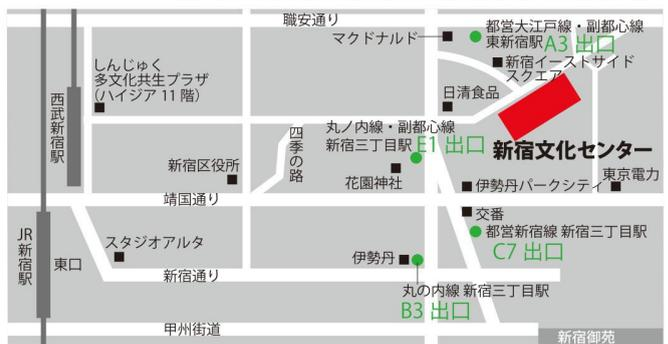 職安通り
マクドナルド
都営大江戸線・副都心線
東新宿駅 A3 出口
新宿イーストサイド
スクエア
しんじゅく
多文化共生プラザ
(ハイジア 11 階)
日清食品
西武新宿駅
四季の路
丸ノ内線・副都心線
新宿三丁目駅 E1 出口
新宿文化センター
新宿区役所
花園神社
伊勢丹パークシティ
東京電力
靖国通り
交番
都営新宿線 新宿三丁目駅
C7 出口
JR新宿駅
東口
スタジオアルタ
伊勢丹
新宿通り
丸の内線 新宿三丁目駅
B3 出口
甲州街道
新宿御苑